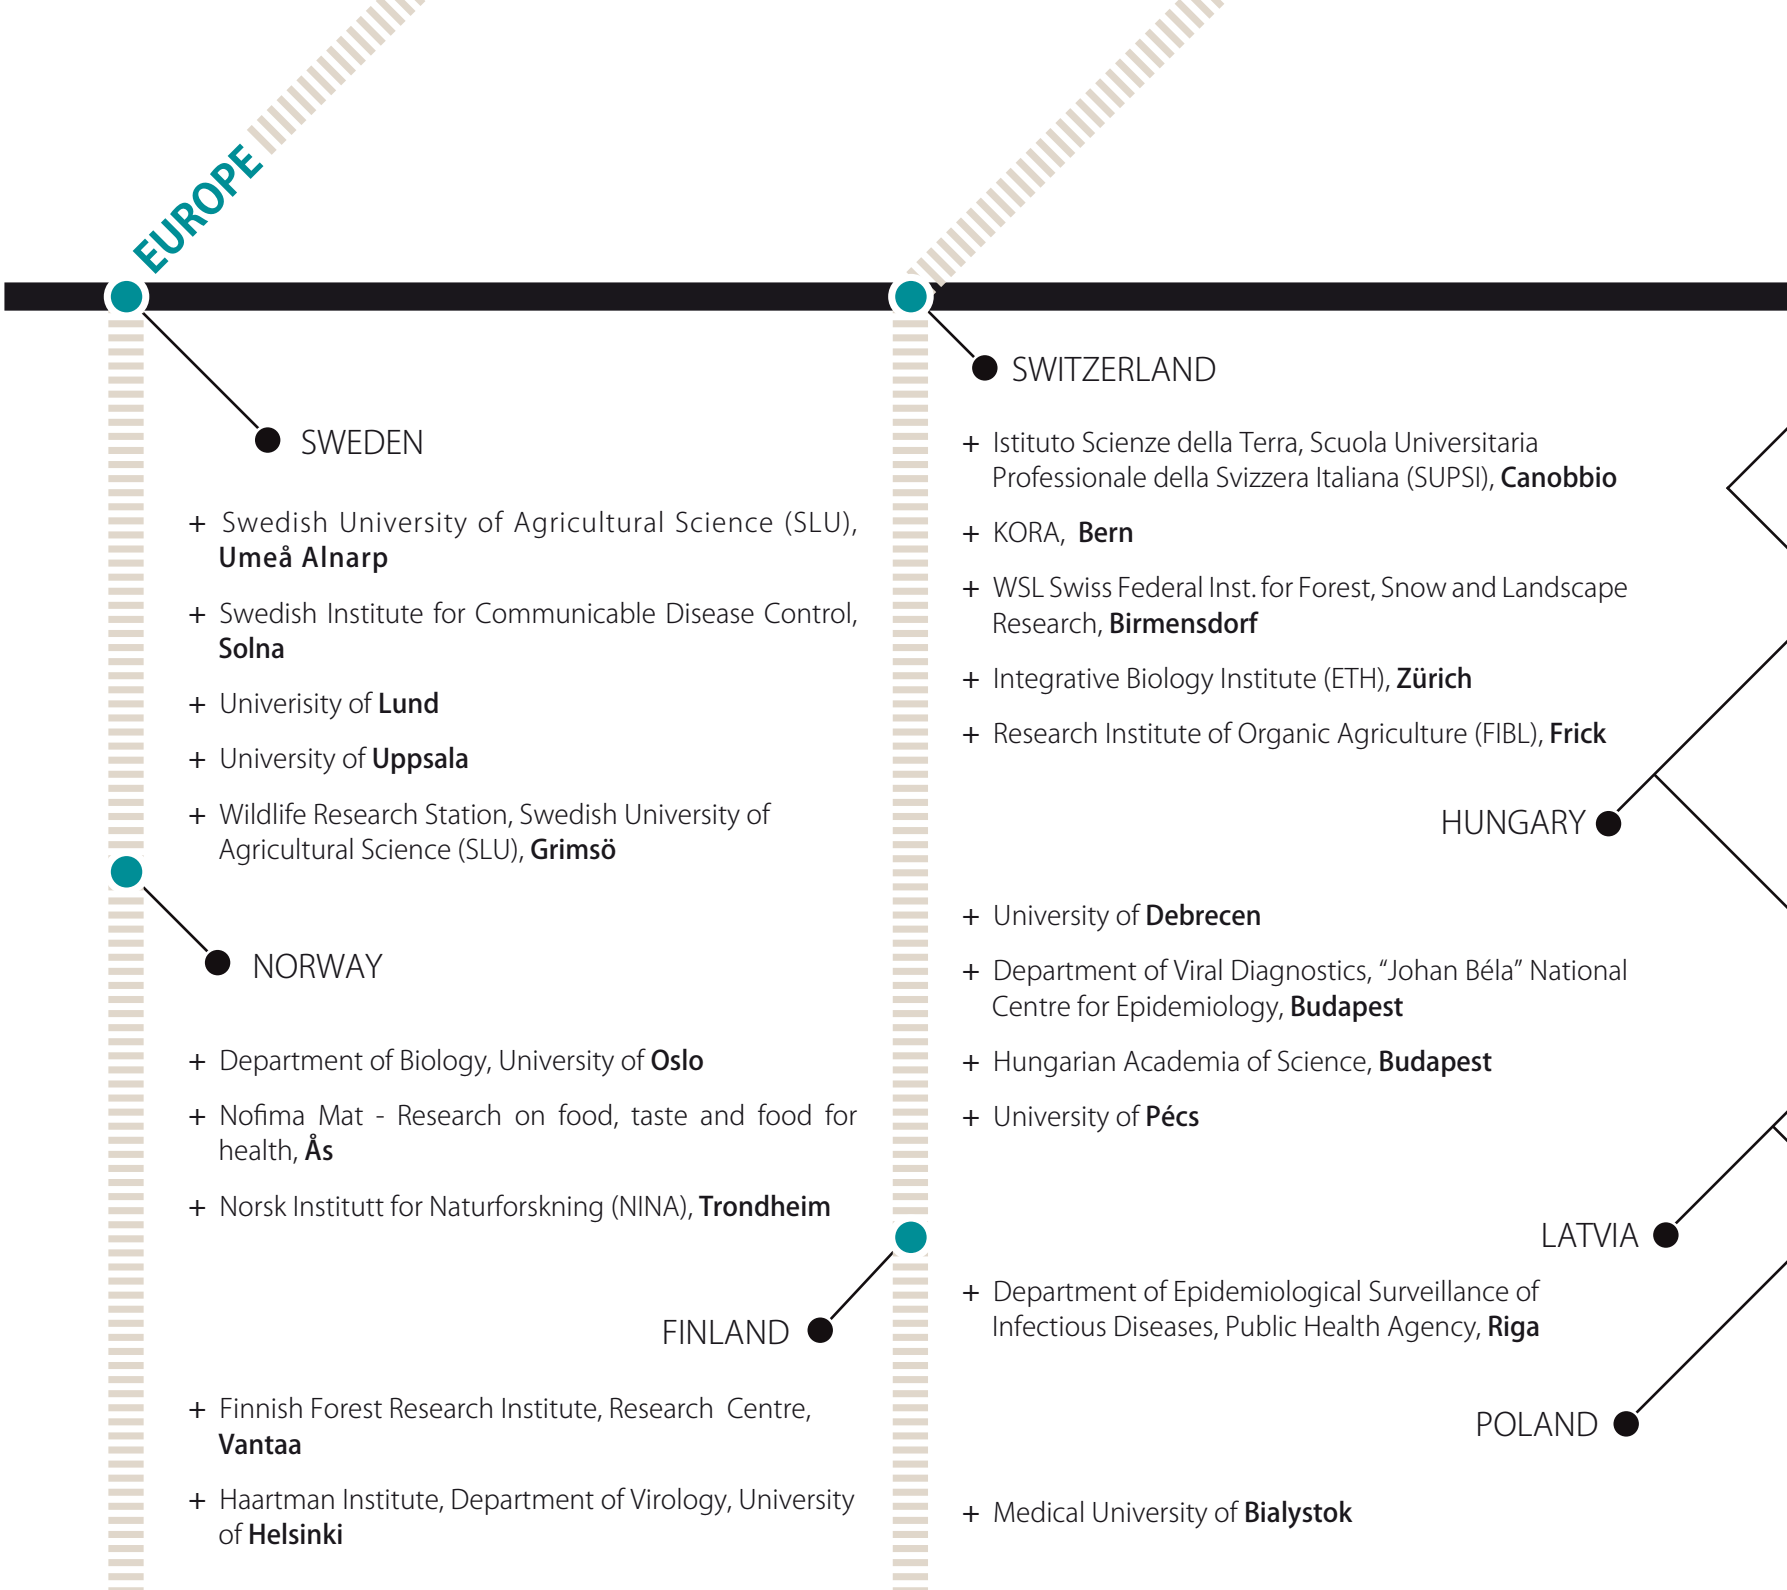 EUROPE
SWEDEN
+ Swedish University of Agricultural Science (SLU),
Umeå Alnarp
+ Swedish Institute for Communicable Disease Control,
Solna
+ Univerisity of Lund
+ University of Uppsala
+ Wildlife Research Station, Swedish University of
Agricultural Science (SLU), Grimsö
NORWAY
+ Department of Biology, University of Oslo
+ Nofima Mat - Research on food, taste and food for
health, Ås
+ Norsk Institutt for Naturforskning (NINA), Trondheim
FINLAND
+ Finnish Forest Research Institute, Research Centre,
Vantaa
+ Haartman Institute, Department of Virology, University
of Helsinki
SWITZERLAND
+ Istituto Scienze della Terra, Scuola Universitaria
Professionale della Svizzera Italiana (SUPSI), Canobbio
+ KORA, Bern
+ WSL Swiss Federal Inst. for Forest, Snow and Landscape
Research, Birmensdorf
+ Integrative Biology Institute (ETH), Zürich
+ Research Institute of Organic Agriculture (FIBL), Frick
HUNGARY
+ University of Debrecen
+ Department of Viral Diagnostics, “Johan Béla” National
Centre for Epidemiology, Budapest
+ Hungarian Academia of Science, Budapest
+ University of Pécs
LATVIA
+ Department of Epidemiological Surveillance of
Infectious Diseases, Public Health Agency, Riga
POLAND
+ Medical University of Bialystok